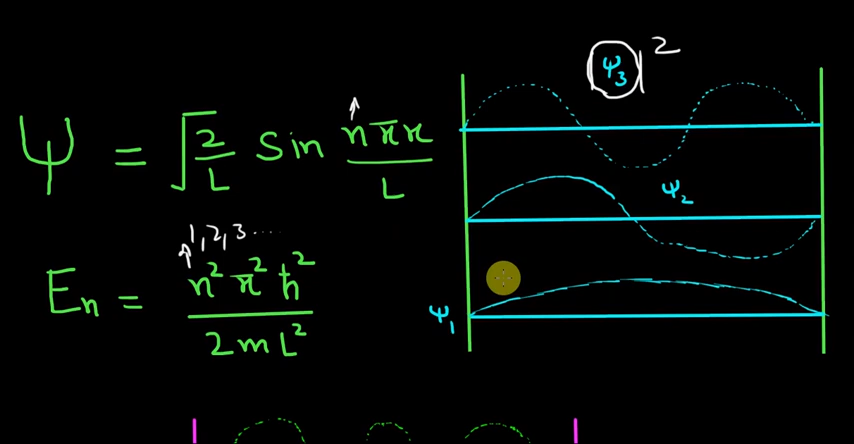 |ψ₃|²
ψ = √(2/L) sin nπx/L
ψ₂
1, 2, 3 ....
Eₙ = n²π²ħ²/2mL²
ψ₁